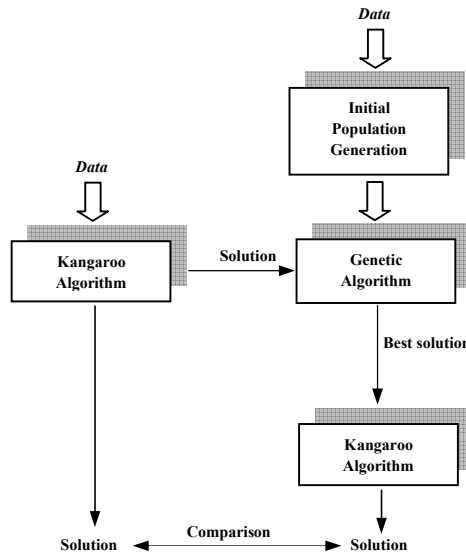 Data
Initial
Population
Generation
Data
Kangaroo
Algorithm
Solution
Genetic
Algorithm
Best solution
Kangaroo
Algorithm
Solution
Comparison
Solution